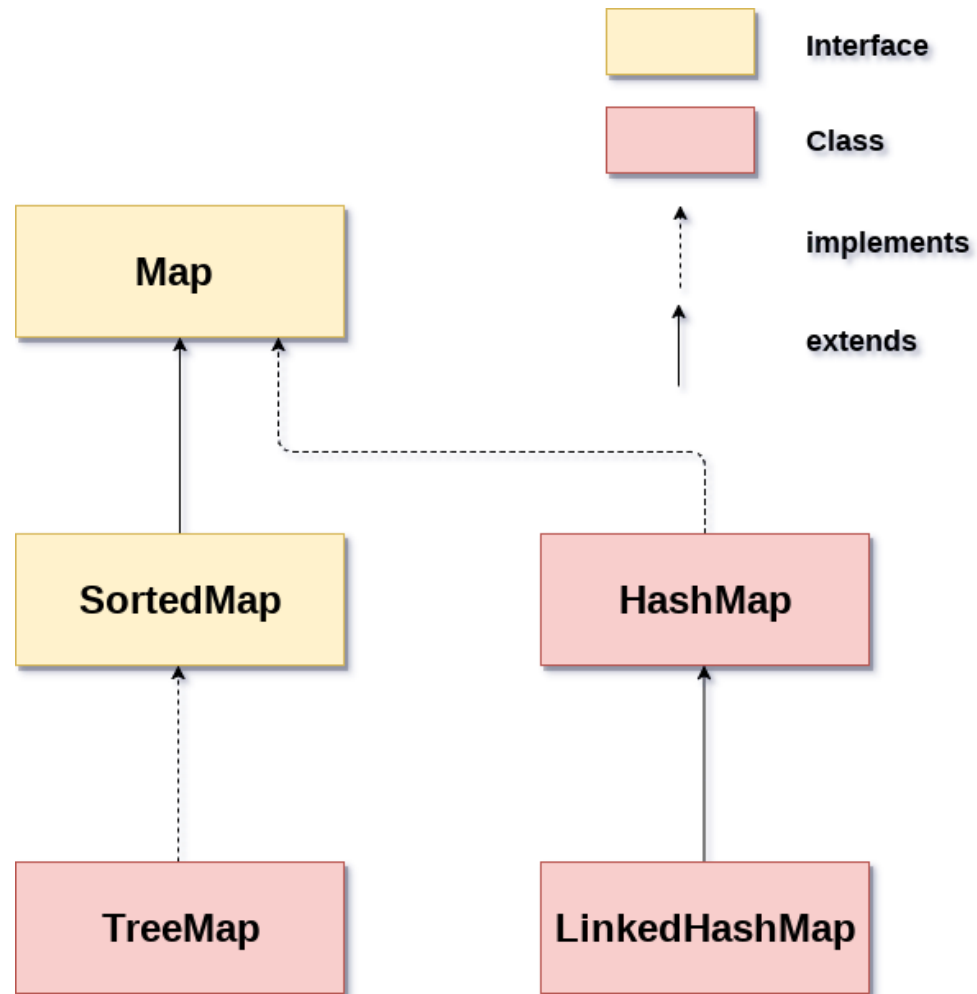 Interface
Class
implements
extends
Map
SortedMap
HashMap
TreeMap
LinkedHashMap